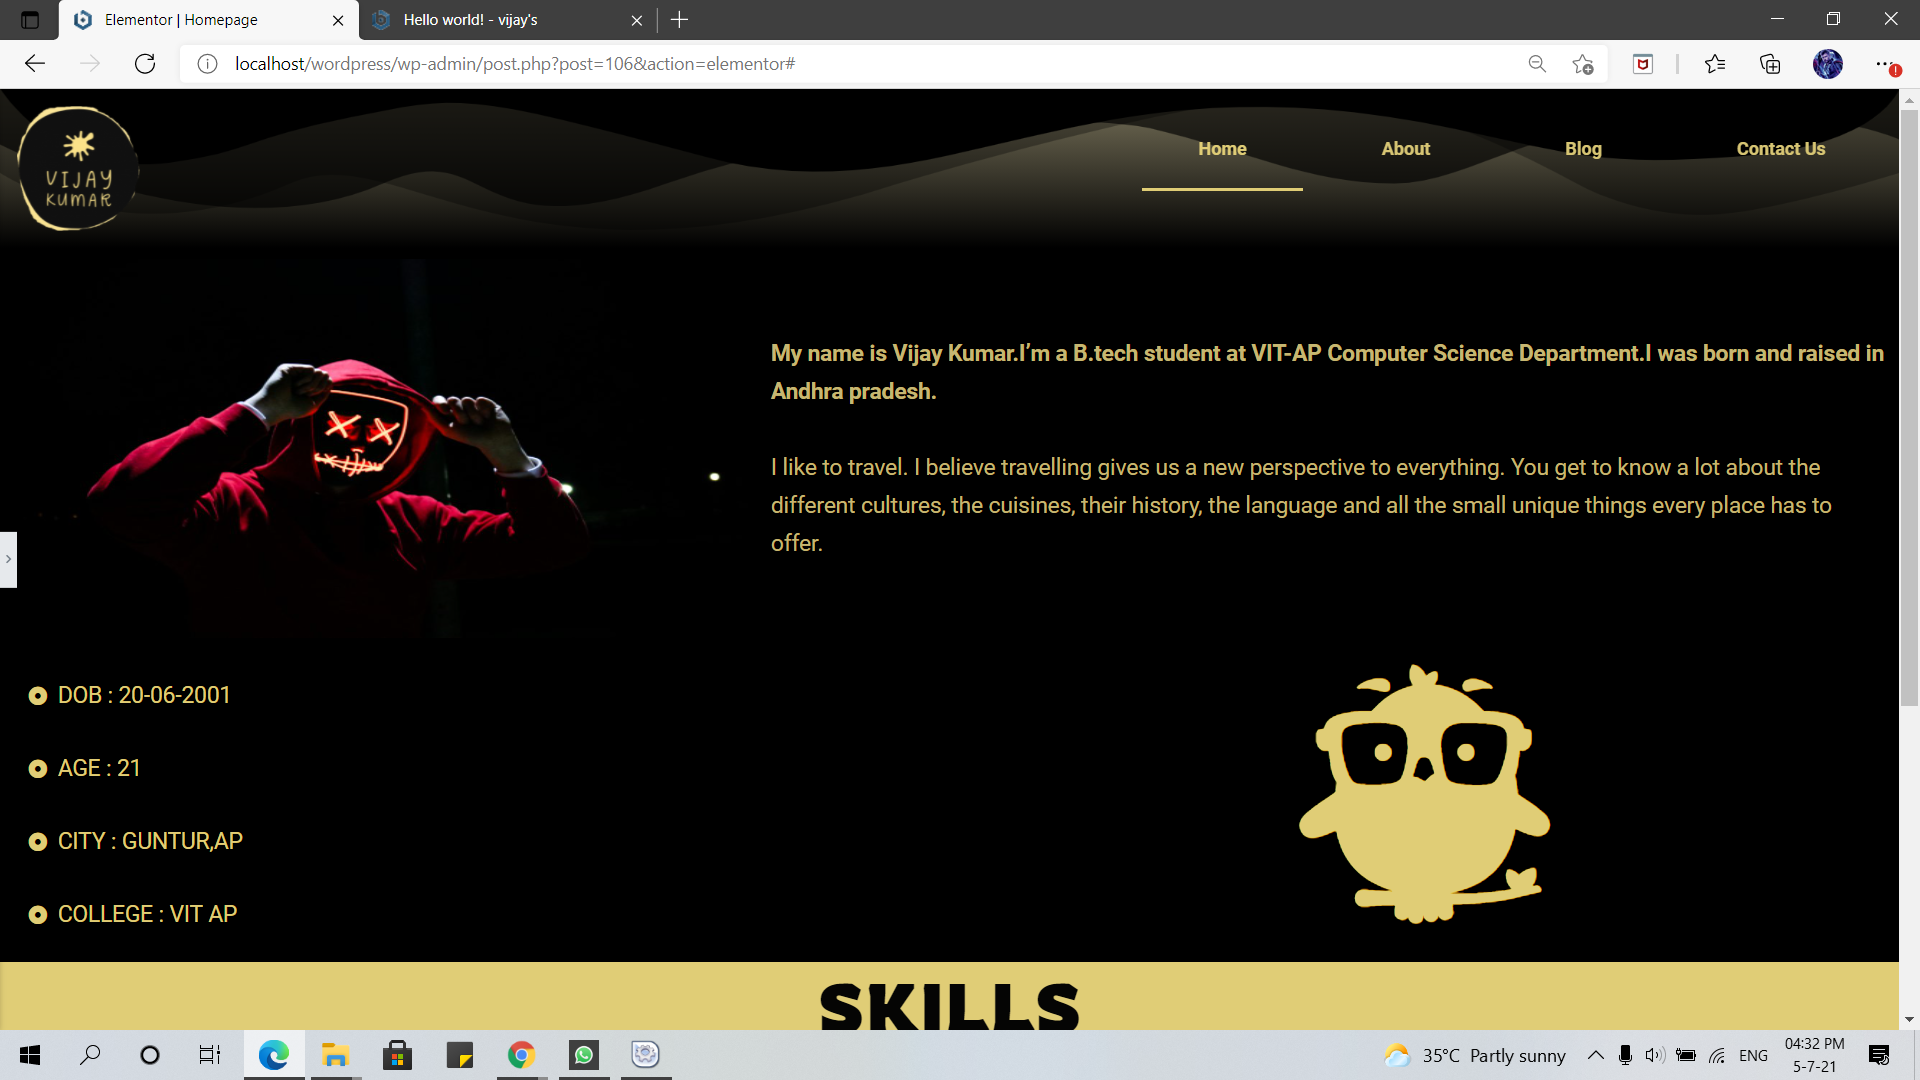 Elementor | Homepage
Hello world! - vijay's
localhost/wordpress/wp-admin/post.php?post=106&action=elementor#
VIJAY
KUMAR
Home
About
Blog
Contact Us
My name is Vijay Kumar.I’m a B.tech student at VIT-AP Computer Science Department.I was born and raised in
Andhra pradesh.
I like to travel. I believe travelling gives us a new perspective to everything. You get to know a lot about the
different cultures, the cuisines, their history, the language and all the small unique things every place has to
offer.
DOB : 20-06-2001
AGE : 21
CITY : GUNTUR,AP
COLLEGE : VIT AP
SKILLS
35°C Partly sunny
ENG
04:32 PM
5-7-21